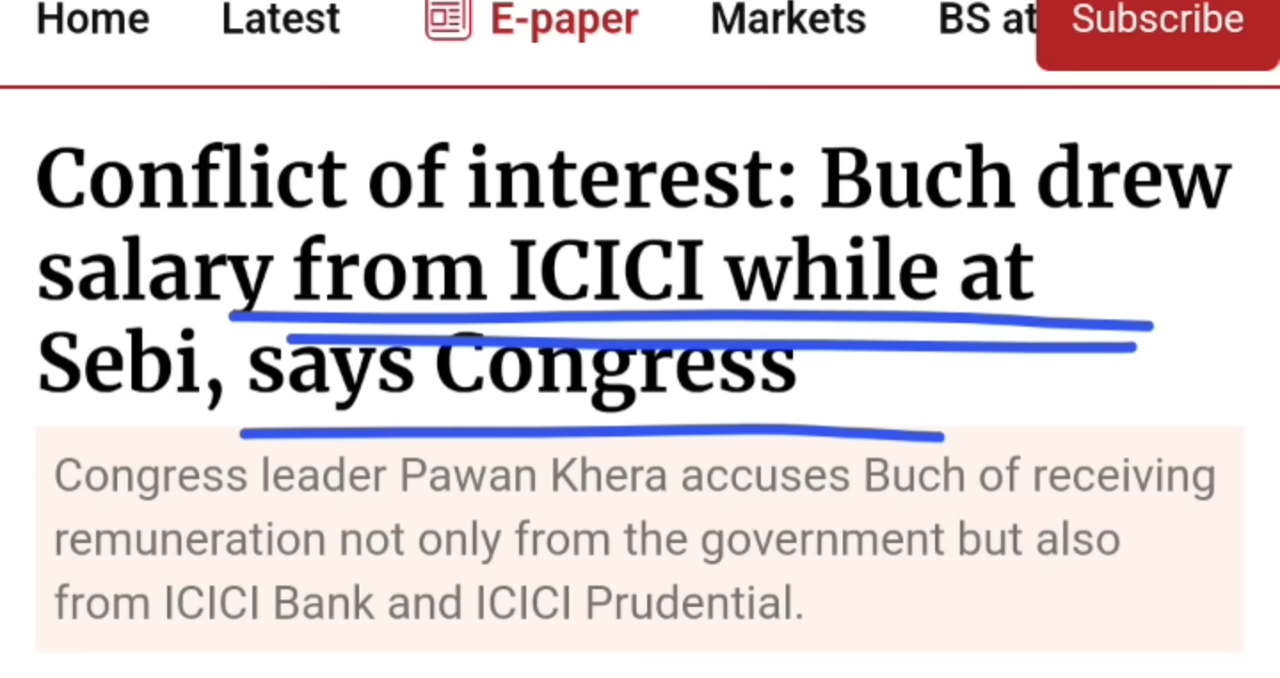 Home Latest E-paper Markets BS at Subscribe
Conflict of interest: Buch drew
salary from ICICI while at
Sebi, says Congress
Congress leader Pawan Khera accuses Buch of receiving
remuneration not only from the government but also
from ICICI Bank and ICICI Prudential.